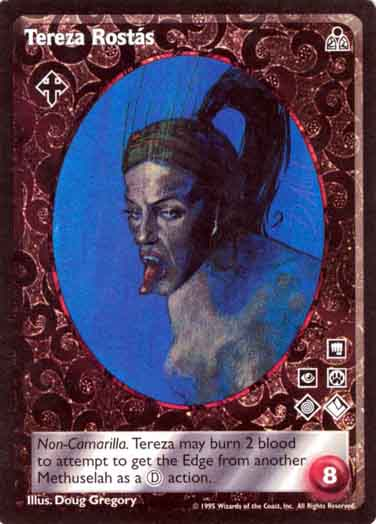 Tereza Rostás
Non-Camarilla. Tereza may burn 2 blood
to attempt to get the Edge from another
Methuselah as a Ⓓ action.
8
Illus. Doug Gregory
© 1995 Wizards of the Coast, Inc. All Rights Reserved.